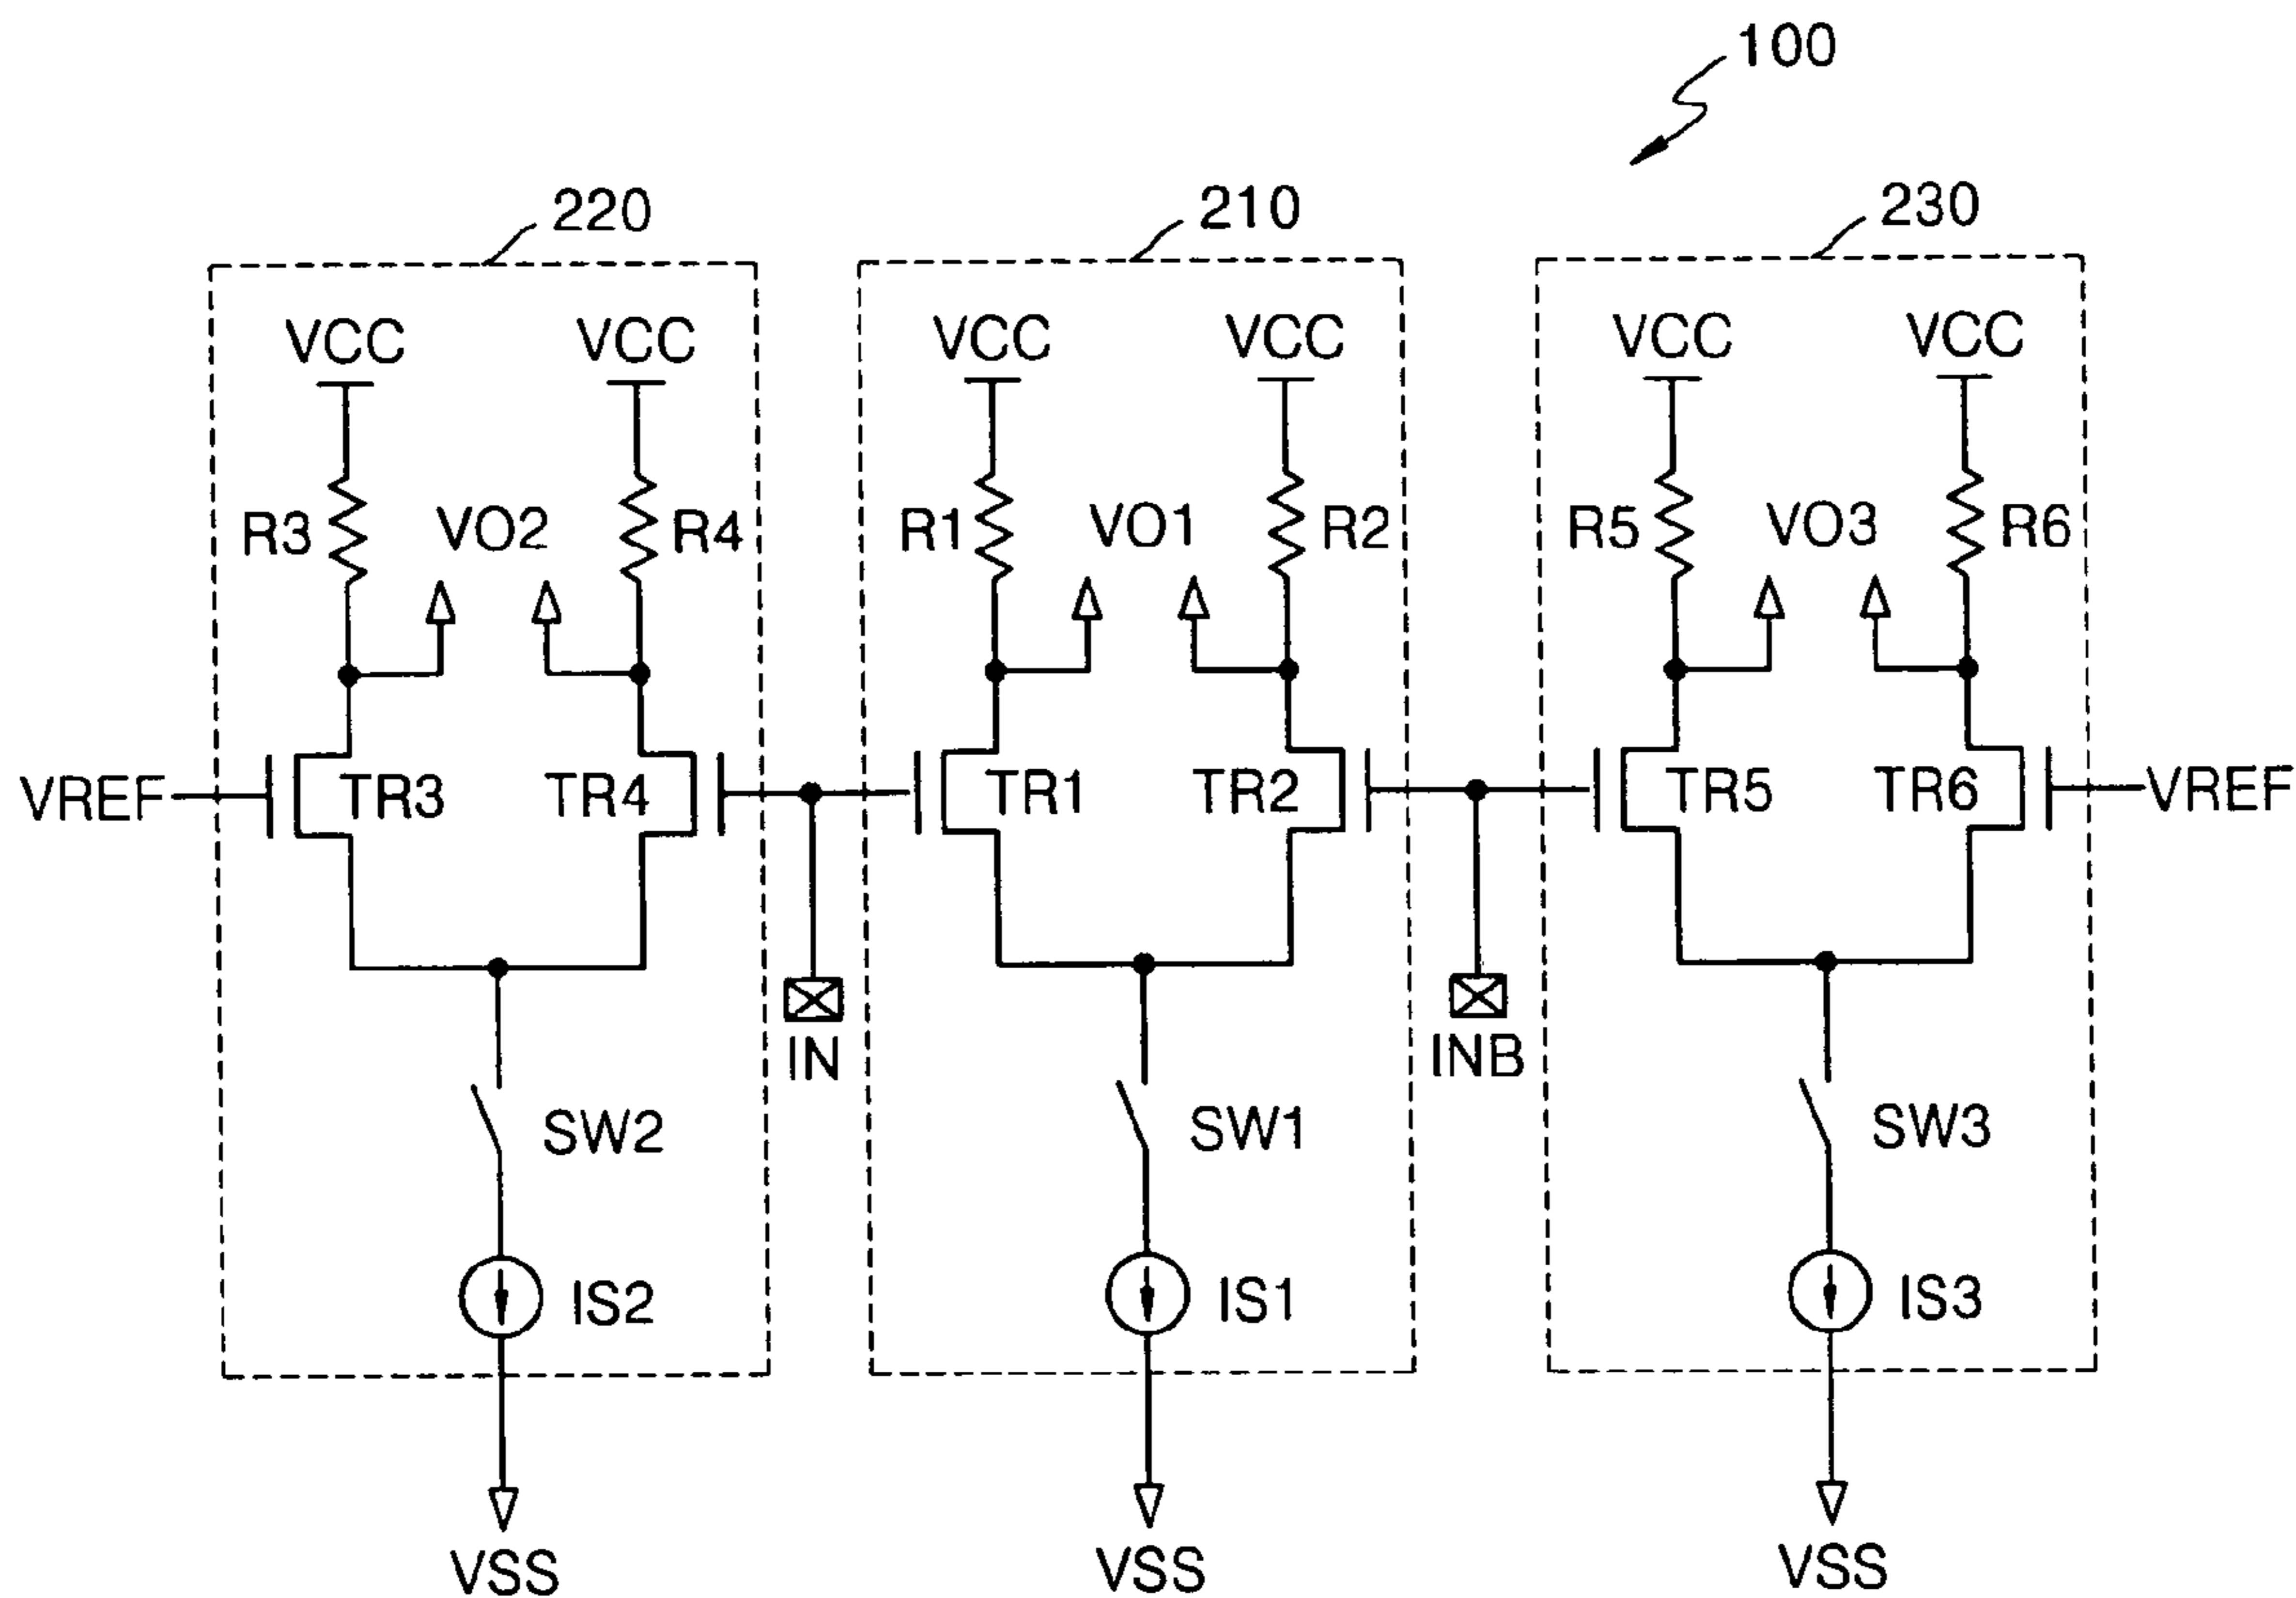 100
220
210
230
VCC VCC VCC VCC VCC VCC
R3 VO2 R4 R1 VO1 R2 R5 VO3 R6
VREF TR3 TR4 TR1 TR2 TR5 TR6 VREF
IN INB
SW2 SW1 SW3
IS2 IS1 IS3
VSS VSS VSS